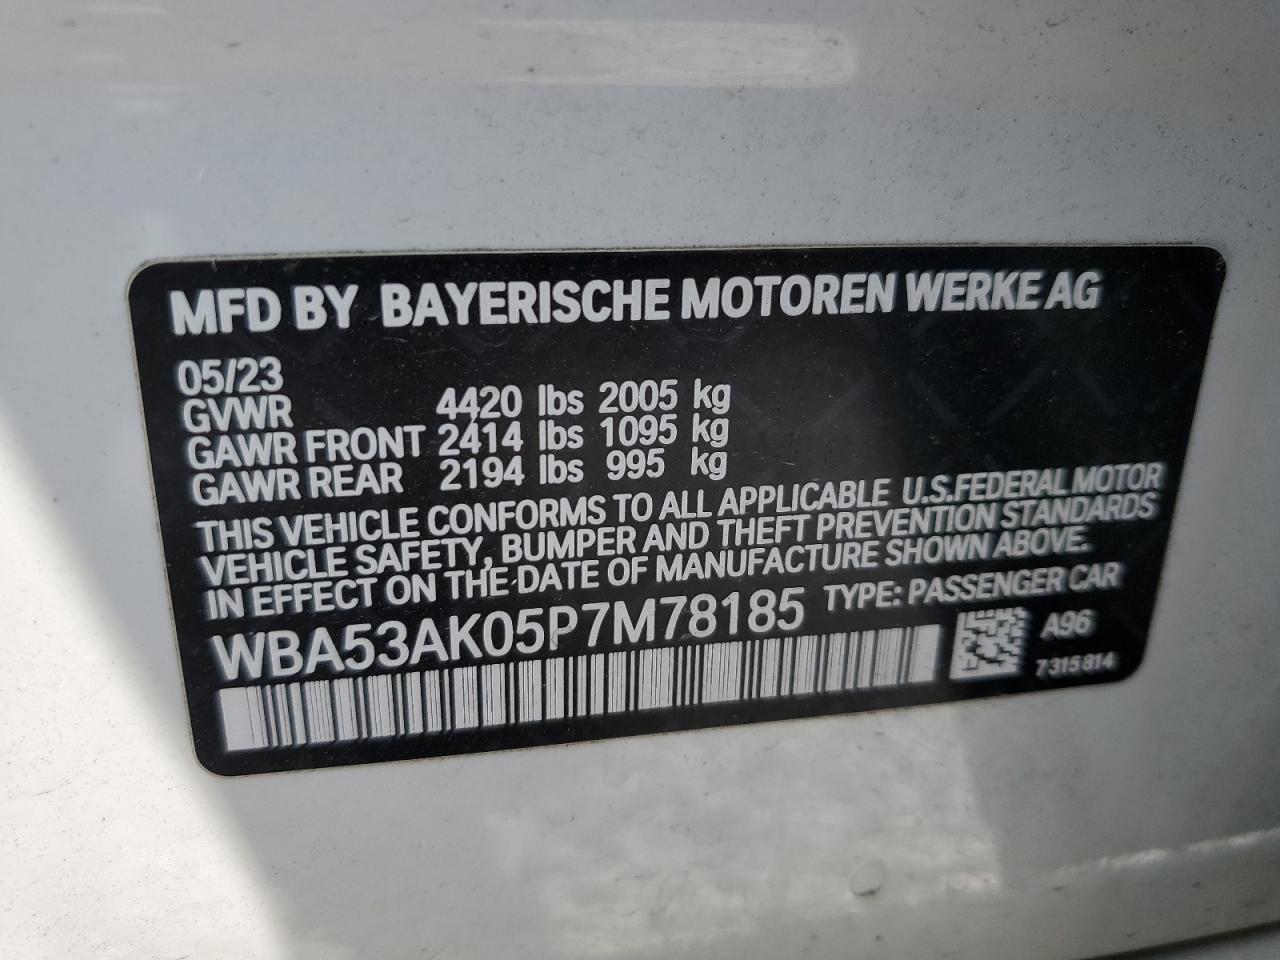 MFD BY BAYERISCHE MOTOREN WERKE AG
05/23
GVWR 4420 lbs 2005 kg
GAWR FRONT 2414 lbs 1095 kg
GAWR REAR 2194 lbs 995 kg
THIS VEHICLE CONFORMS TO ALL APPLICABLE U.S.FEDERAL MOTOR
VEHICLE SAFETY, BUMPER AND THEFT PREVENTION STANDARDS
IN EFFECT ON THE DATE OF MANUFACTURE SHOWN ABOVE.
WBA53AK05P7M78185 TYPE: PASSENGER CAR
A96
7315814